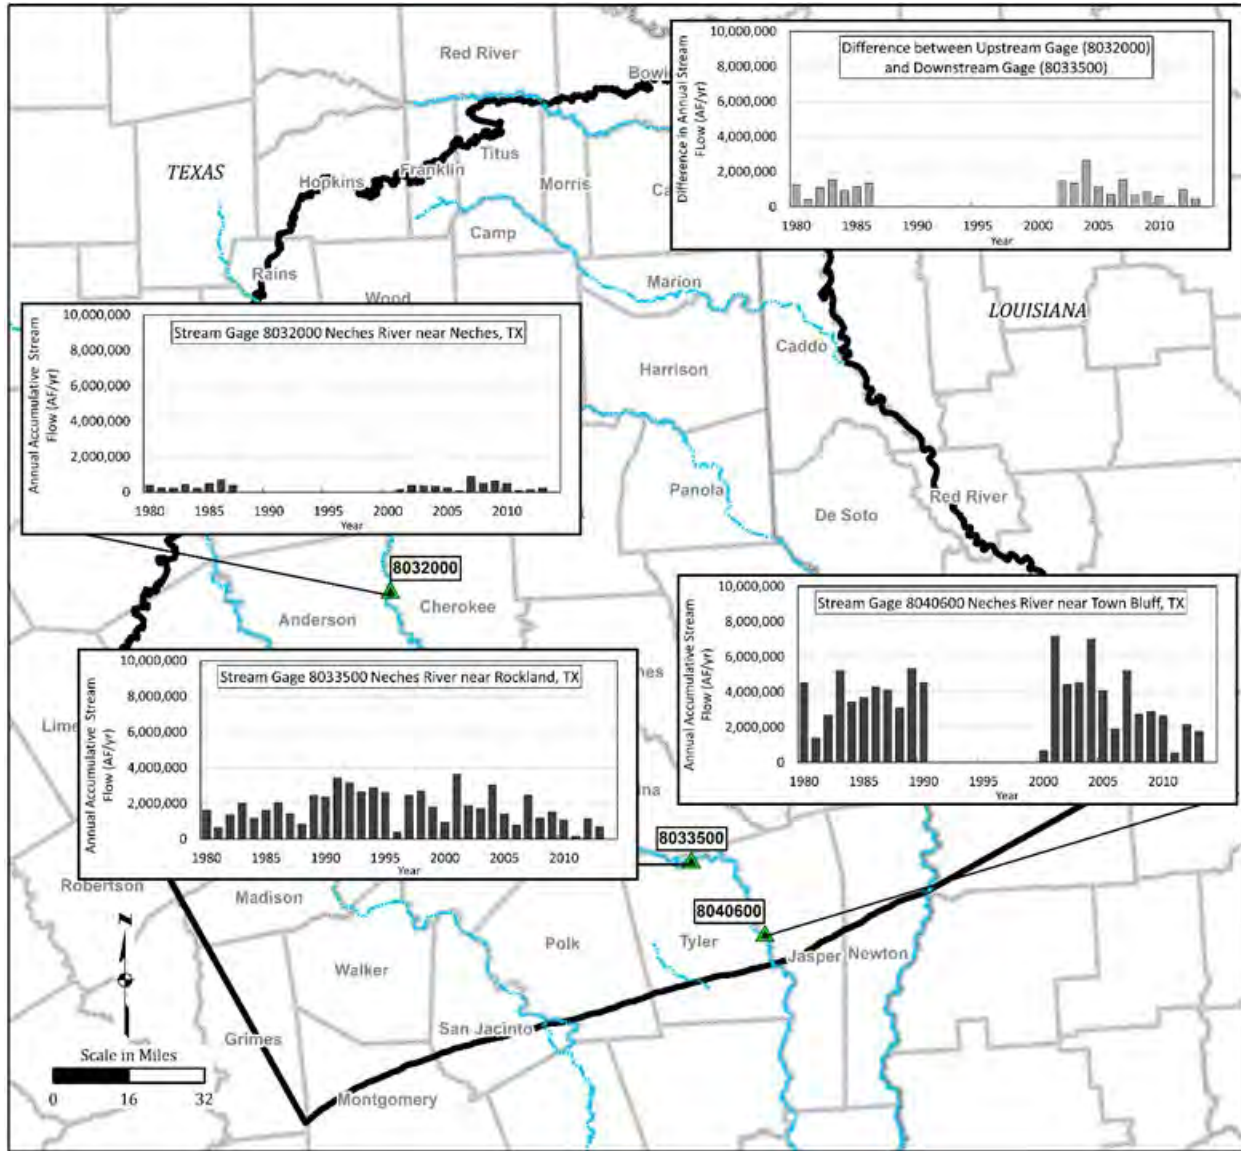 Red River
Bowie
TEXAS
Titus
Franklin
Hopkins
Morris
Ca
Camp
Rains
Wood
Marion
LOUISIANA
Caddo
Harrison
Panola
Red River
De Soto
Difference between Upstream Gage (8032000)
and Downstream Gage (8033500)
Difference in Annual Stream
FLow (AF/yr)
10,000,000
8,000,000
6,000,000
4,000,000
2,000,000
0
1980 1985 1990 1995 2000 2005 2010
Year
Stream Gage 8032000 Neches River near Neches, TX
Annual Accumulative Stream
Flow (AF/yr)
10,000,000
8,000,000
6,000,000
4,000,000
2,000,000
0
1980 1985 1990 1995 2000 2005 2010
Year
8032000
Anderson
Cherokee
Stream Gage 8040600 Neches River near Town Bluff, TX
Annual Accumulative Stream
Flow (AF/yr)
10,000,000
8,000,000
6,000,000
4,000,000
2,000,000
0
1980 1985 1990 1995 2000 2005 2010
Year
Stream Gage 8033500 Neches River near Rockland, TX
Annual Accumulative Stream
Flow (AF/yr)
10,000,000
8,000,000
6,000,000
4,000,000
2,000,000
0
1980 1985 1990 1995 2000 2005 2010
Year
hes
Lime
ina
8033500
Robertson
Madison
8040600
Polk
Tyler
Jasper
Newton
Walker
San Jacinto
Grimes
Montgomery
N
Scale in Miles
0 16 32